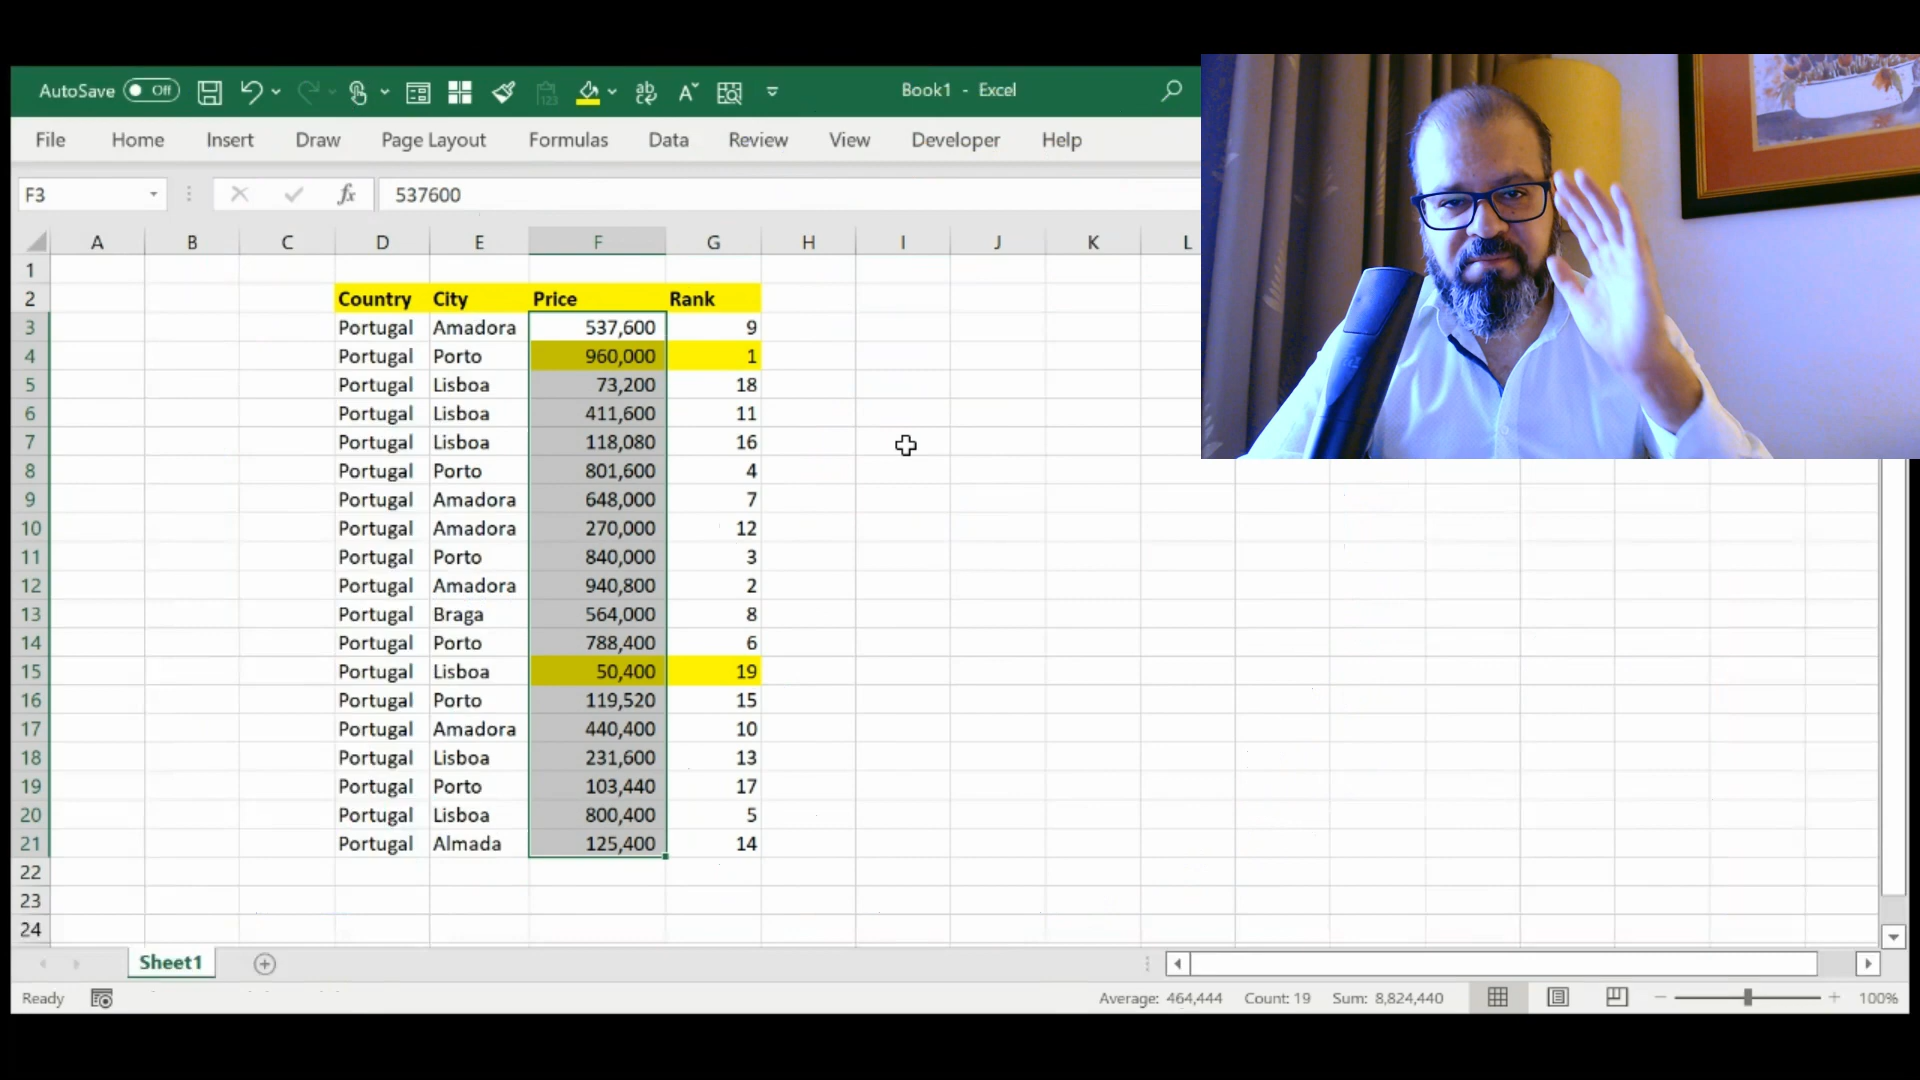 AutoSave Off Book1 - Excel
File Home Insert Draw Page Layout Formulas Data Review View Developer Help
F3 fx 537600
A B C D E F G H I J K L
1
2 Country City Price Rank
3 Portugal Amadora 537,600 9
4 Portugal Porto 960,000 1
5 Portugal Lisboa 73,200 18
6 Portugal Lisboa 411,600 11
7 Portugal Lisboa 118,080 16
8 Portugal Porto 801,600 4
9 Portugal Amadora 648,000 7
10 Portugal Amadora 270,000 12
11 Portugal Porto 840,000 3
12 Portugal Amadora 940,800 2
13 Portugal Braga 564,000 8
14 Portugal Porto 788,400 6
15 Portugal Lisboa 50,400 19
16 Portugal Porto 119,520 15
17 Portugal Amadora 440,400 10
18 Portugal Lisboa 231,600 13
19 Portugal Porto 103,440 17
20 Portugal Lisboa 800,400 5
21 Portugal Almada 125,400 14
22
23
24
Sheet1
Ready Average: 464,444 Count: 19 Sum: 8,824,440 100%